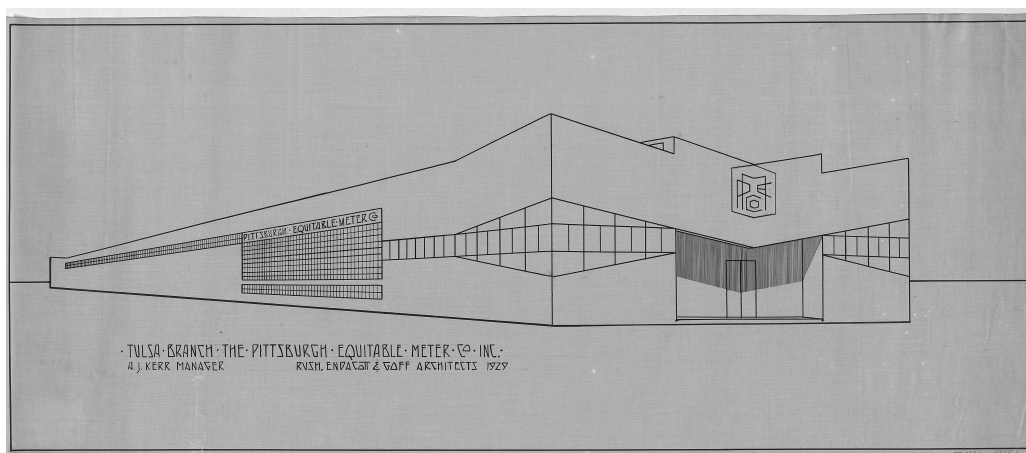 PITTSBURGH · EQUITABLE · METER CO
· TULSA · BRANCH · THE · PITTSBURGH · EQUITABLE · METER · CO · INC. ·
A.J. KERR MANAGER RUSH, ENDACOTT & GOFF ARCHITECTS 1929